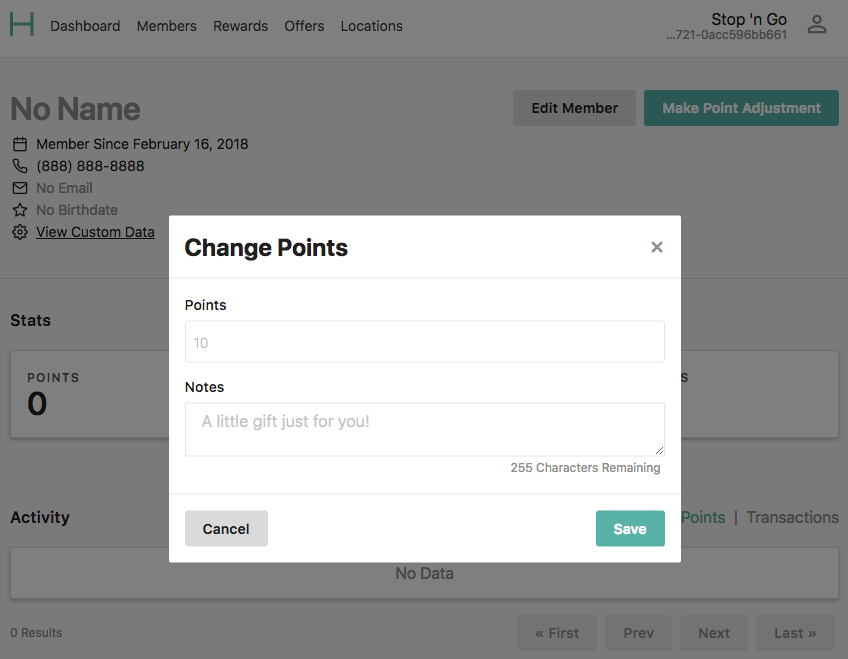 Dashboard Members Rewards Offers Locations
Stop 'n Go
...721-0acc596bb661
No Name
Edit Member
Make Point Adjustment
Member Since February 16, 2018
(888) 888-8888
No Email
No Birthdate
View Custom Data
Change Points
×
Points
10
Notes
A little gift just for you!
255 Characters Remaining
Cancel
Save
Stats
POINTS
0
S
Activity
Points | Transactions
No Data
0 Results
« First
Prev
Next
Last »